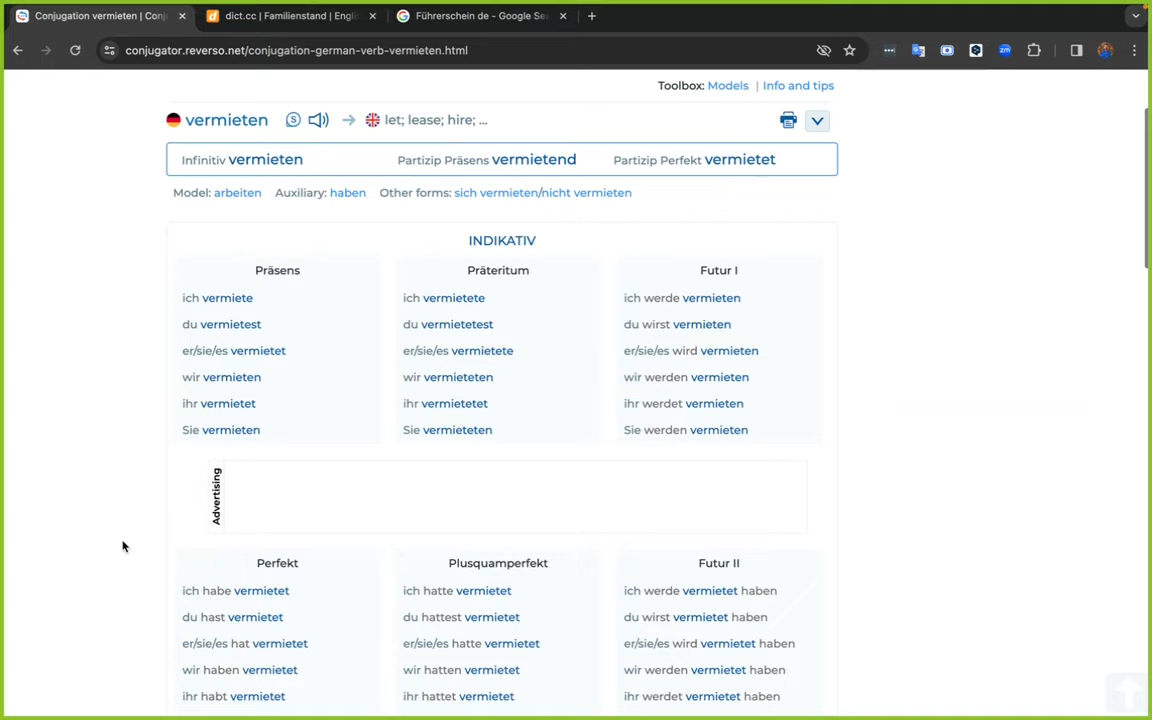 Conjugation vermieten | Conj
dict.cc | Familienstand | Engli
Führerschein de - Google Se
conjugator.reverso.net/conjugation-german-verb-vermieten.html
zm
Toolbox: Models | Info and tips
vermieten let; lease; hire; ...
Infinitiv vermieten Partizip Präsens vermietend Partizip Perfekt vermietet
Model: arbeiten Auxiliary: haben Other forms: sich vermieten/nicht vermieten
INDIKATIV
Präsens
ich vermiete
du vermietest
er/sie/es vermietet
wir vermieten
ihr vermietet
Sie vermieten
Präteritum
ich vermietete
du vermietetest
er/sie/es vermietete
wir vermieteten
ihr vermietetet
Sie vermieteten
Futur I
ich werde vermieten
du wirst vermieten
er/sie/es wird vermieten
wir werden vermieten
ihr werdet vermieten
Sie werden vermieten
Advertising
Perfekt
ich habe vermietet
du hast vermietet
er/sie/es hat vermietet
wir haben vermietet
ihr habt vermietet
Plusquamperfekt
ich hatte vermietet
du hattest vermietet
er/sie/es hatte vermietet
wir hatten vermietet
ihr hattet vermietet
Futur II
ich werde vermietet haben
du wirst vermietet haben
er/sie/es wird vermietet haben
wir werden vermietet haben
ihr werdet vermietet haben